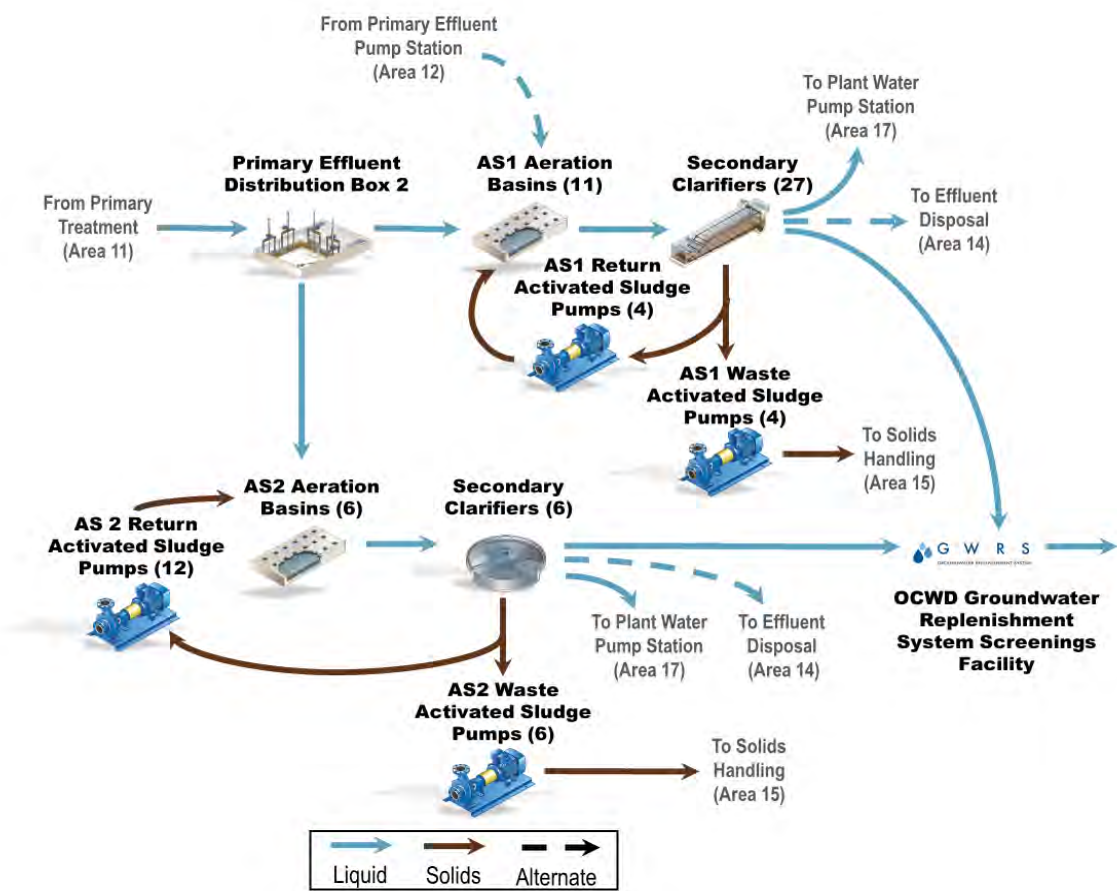 From Primary Effluent
Pump Station
(Area 12)
To Plant Water
Pump Station
(Area 17)
Primary Effluent
Distribution Box 2
AS1 Aeration
Basins (11)
Secondary
Clarifiers (27)
From Primary
Treatment
(Area 11)
To Effluent
Disposal
(Area 14)
AS1 Return
Activated Sludge
Pumps (4)
AS1 Waste
Activated Sludge
Pumps (4)
To Solids
Handling
(Area 15)
AS2 Aeration
Basins (6)
Secondary
Clarifiers (6)
AS 2 Return
Activated Sludge
Pumps (12)
G W R S
GROUNDWATER REPLENISHMENT SYSTEM
OCWD Groundwater
Replenishment
System Screenings
Facility
To Plant Water
Pump Station
(Area 17)
To Effluent
Disposal
(Area 14)
AS2 Waste
Activated Sludge
Pumps (6)
To Solids
Handling
(Area 15)
Liquid
Solids
Alternate